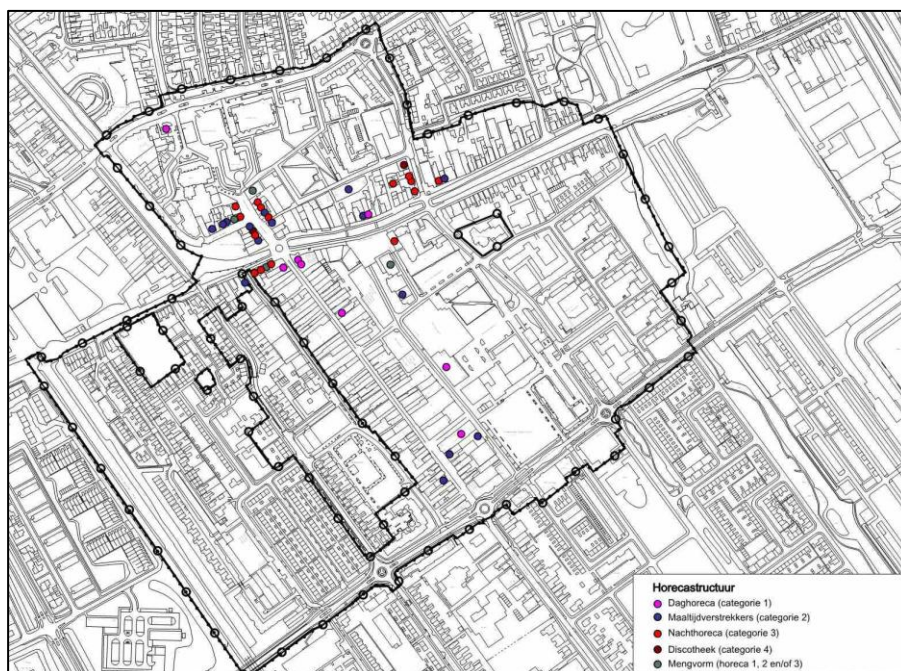 Horecastructuur
Daghoreca (categorie 1)
Maaltijdverstrekkers (categorie 2)
Nachthoreca (categorie 3)
Discotheek (categorie 4)
Mengvorm (horeca 1, 2 en/of 3)